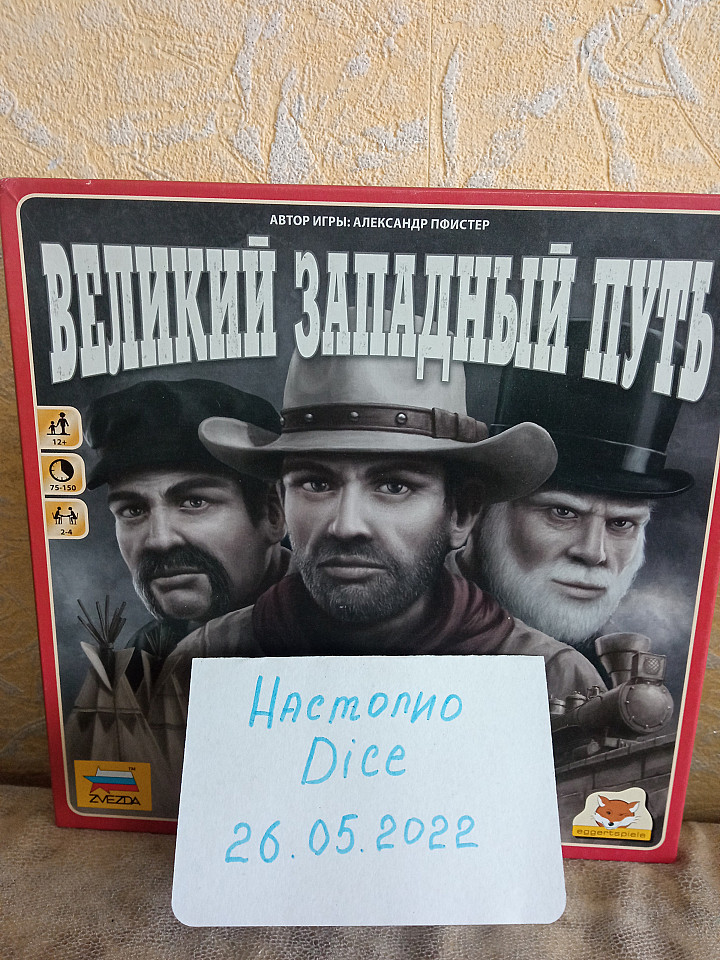 АВТОР ИГРЫ: АЛЕКСАНДР ПФИСТЕР
ВЕЛИКИЙ ЗАПАДНЫЙ ПУТЬ
12+
75-150
2-4
Настолио
Dice
26.05.2022
ZVEZDA
TM
eggertspiele